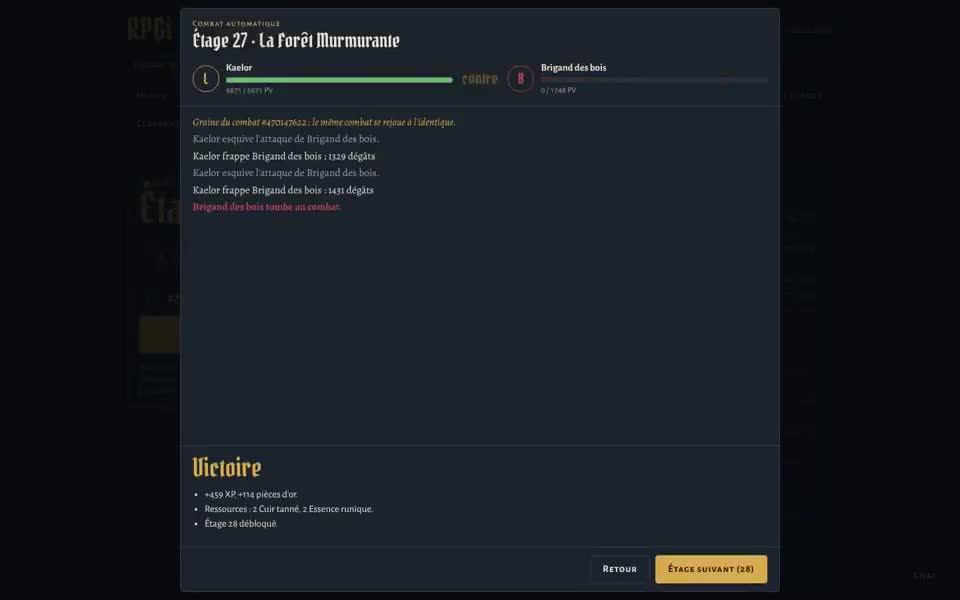 Combat automatique
Étage 27 · La Forêt Murmurante
L
Kaelor
5671 / 5671 PV
contre
B
Brigand des bois
0 / 1748 PV
Graine du combat #470147622 : le même combat se rejoue à l'identique.
Kaelor esquive l'attaque de Brigand des bois.
Kaelor frappe Brigand des bois : 1329 dégâts
Kaelor esquive l'attaque de Brigand des bois.
Kaelor frappe Brigand des bois : 1431 dégâts
Brigand des bois tombe au combat.
Victoire
• +459 XP, +114 pièces d'or.
• Ressources : 2 Cuir tanné, 2 Essence runique.
• Étage 28 débloqué.
Retour
Étage suivant (28)
Chat